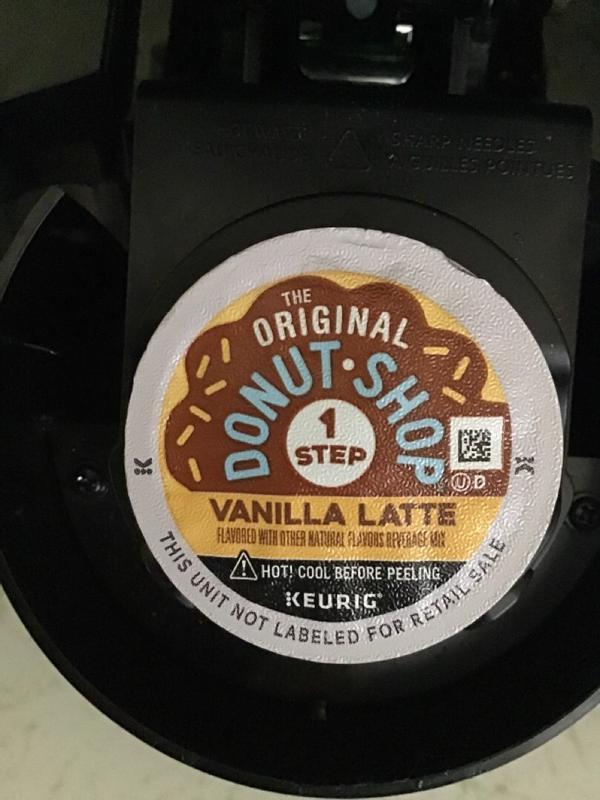 SHARP NEEDLES
AIGUILLES POINTUES
THE
ORIGINAL
DONUT·SHOP
1
STEP
U D
VANILLA LATTE
FLAVORED WITH OTHER NATURAL FLAVORS BEVERAGE MIX
HOT! COOL BEFORE PEELING
KEURIG®
THIS UNIT NOT LABELED FOR RETAIL SALE